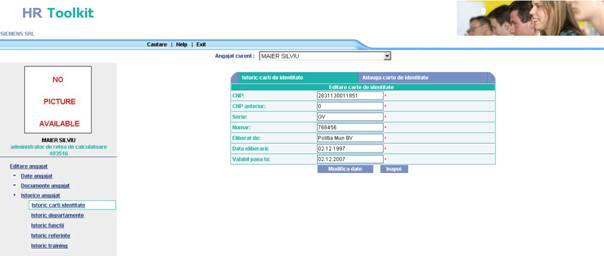 HR Toolkit
SIEMENS SRL
Cautare | Help | Exit
Angajat curent : MAIER SILVIU
NO
PICTURE
AVAILABLE
MAIER SILVIU
administrator de retea de calculatoare
493516
Editare angajat
Date angajat
Documente angajat
Istorice angajat
Istoric carti identitate
Istoric departamente
Istoric functii
Istoric referinte
Istoric training
Istoric carti de identitate Adauga carte de identitate
Editare carte de identitate
CNP: 2831130011851 *
CNP anterior: 0 *
Serie: GV *
Numar: 768456 *
Eliberat de: Politia Mun BV *
Data eliberarii: 02.12.1997 *
Valabil pana la: 02.12.2007 *
Modifica date Inapoi